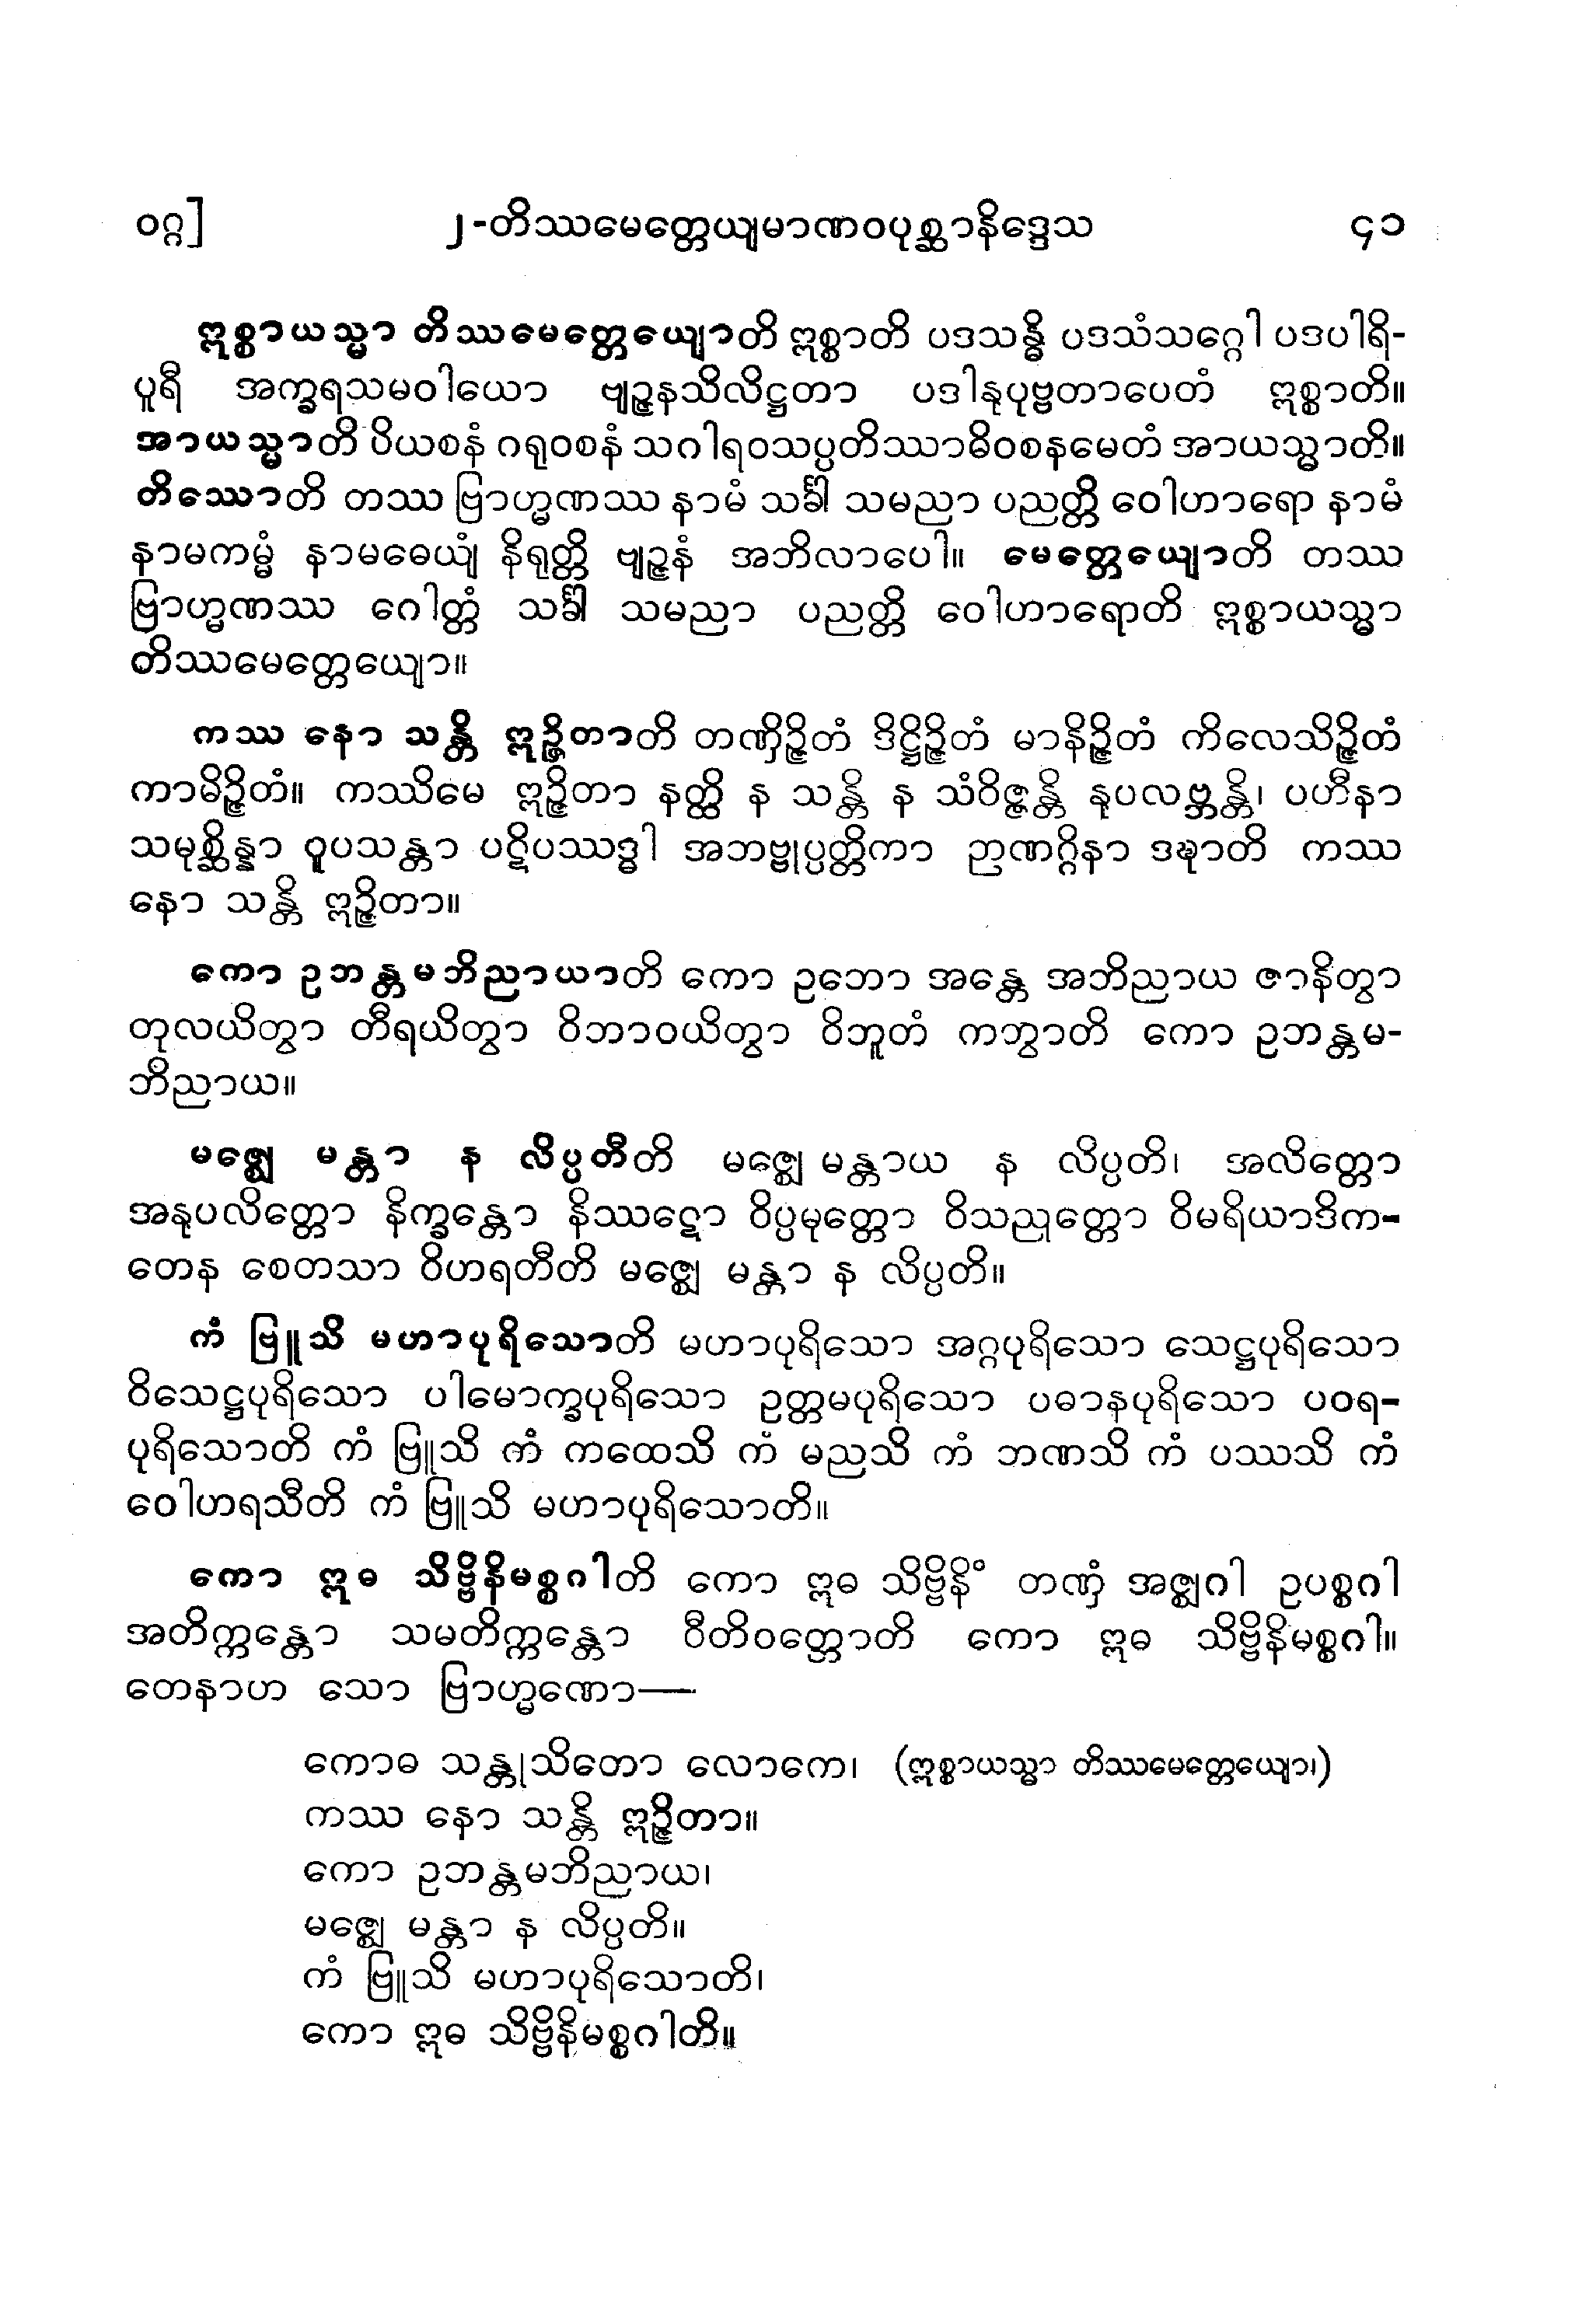 ဝဂ္ဂ] ၂-တိဿမေတ္တေယျမာဏဝပုစ္ဆာနိဒ္ဒေသ ၄၁
ဣစ္စာယသ္မာ တိဿမေတ္တေယျောတိ ဣစ္စာတိ ပဒသန္ဓိ ပဒသံသဂ္ဂေါ ပဒပါရိ-
ပူရီ အက္ခရသမဝါယော ဗျဉ္ဇနသိလိဋ္ဌတာ ပဒါနုပုဗ္ဗတာပေတံ ဣစ္စာတိ။
အာယသ္မာတိ ပိယဝစနံ ဂရုဝစနံ သဂါရဝသပ္ပတိဿာဓိဝစနမေတံ အာယသ္မာတိ။
တိဿောတိ တဿ ဗြာဟ္မဏဿ နာမံ သင်္ခါ သမညာ ပညတ္တိ ဝေါဟာရော နာမံ
နာမကမ္မံ နာမဓေယျံ နိရုတ္တိ ဗျဉ္ဇနံ အဘိလာပေါ။ မေတ္တေယျောတိ တဿ
ဗြာဟ္မဏဿ ဂေါတ္တံ သင်္ခါ သမညာ ပညတ္တိ ဝေါဟာရောတိ ဣစ္စာယသ္မာ
တိဿမေတ္တေယျော။
ကဿ နော သန္တိ ဣဉ္ဇိတာတိ တဏှိဉ္ဇိတံ ဒိဋ္ဌိဉ္ဇိတံ မာနိဉ္ဇိတံ ကိလေသိဉ္ဇိတံ
ကာမိဉ္ဇိတံ။ ကဿိမေ ဣဉ္ဇိတာ နတ္ထိ န သန္တိ န သံဝိဇ္ဇန္တိ နုပလဗ္ဘန္တိ၊ ပဟီနာ
သမုစ္ဆိန္နာ ဝူပသန္တာ ပဋိပဿဒ္ဓါ အဘဗ္ဗုပ္ပတ္တိကာ ဉာဏဂ္ဂိနာ ဒဍ္ဎာတိ ကဿ
နော သန္တိ ဣဉ္ဇိတာ။
ကော ဥဘန္တမဘိညာယာတိ ကော ဥဘော အန္တေ အဘိညာယ ဇာနိတွာ
တုလယိတွာ တီရယိတွာ ဝိဘာဝယိတွာ ဝိဘူတံ ကတွာတိ ကော ဥဘန္တမ-
ဘိညာယ။
မဇ္ဈေ မန္တာ န လိပ္ပတီတိ မဇ္ဈေ မန္တာယ န လိပ္ပတိ၊ အလိတ္တော
အနုပလိတ္တော နိက္ခန္တော နိဿဋော ဝိပ္ပမုတ္တော ဝိသညုတ္တော ဝိမရိယာဒိက-
တေန စေတသာ ဝိဟရတီတိ မဇ္ဈေ မန္တာ န လိပ္ပတိ။
ကံ ဗြူသိ မဟာပုရိသောတိ မဟာပုရိသော အဂ္ဂပုရိသော သေဋ္ဌပုရိသော
ဝိသေဋ္ဌပုရိသော ပါမောက္ခပုရိသော ဥတ္တမပုရိသော ပဓာနပုရိသော ပဝရ-
ပုရိသောတိ ကံ ဗြူသိ ကံ ကထေသိ ကံ မညသိ ကံ ဘဏသိ ကံ ပဿသိ ကံ
ဝေါဟရသီတိ ကံ ဗြူသိ မဟာပုရိသောတိ။
ကော ဣဓ သိဗ္ဗိနိမစ္စဂါတိ ကော ဣဓ သိဗ္ဗိနိံ တဏှံ အဇ္ဈဂါ ဥပစ္စဂါ
အတိက္ကန္တော သမတိက္ကန္တော ဝီတိဝတ္တောတိ ကော ဣဓ သိဗ္ဗိနိမစ္စဂါ။
တေနာဟ သော ဗြာဟ္မဏော—
ကောဓ သန္တုသိတော လောကေ၊ (ဣစ္စာယသ္မာ တိဿမေတ္တေယျော၊)
ကဿ နော သန္တိ ဣဉ္ဇိတာ။
ကော ဥဘန္တမဘိညာယ၊
မဇ္ဈေ မန္တာ န လိပ္ပတိ။
ကံ ဗြူသိ မဟာပုရိသောတိ၊
ကော ဣဓ သိဗ္ဗိနိမစ္စဂါတိ။